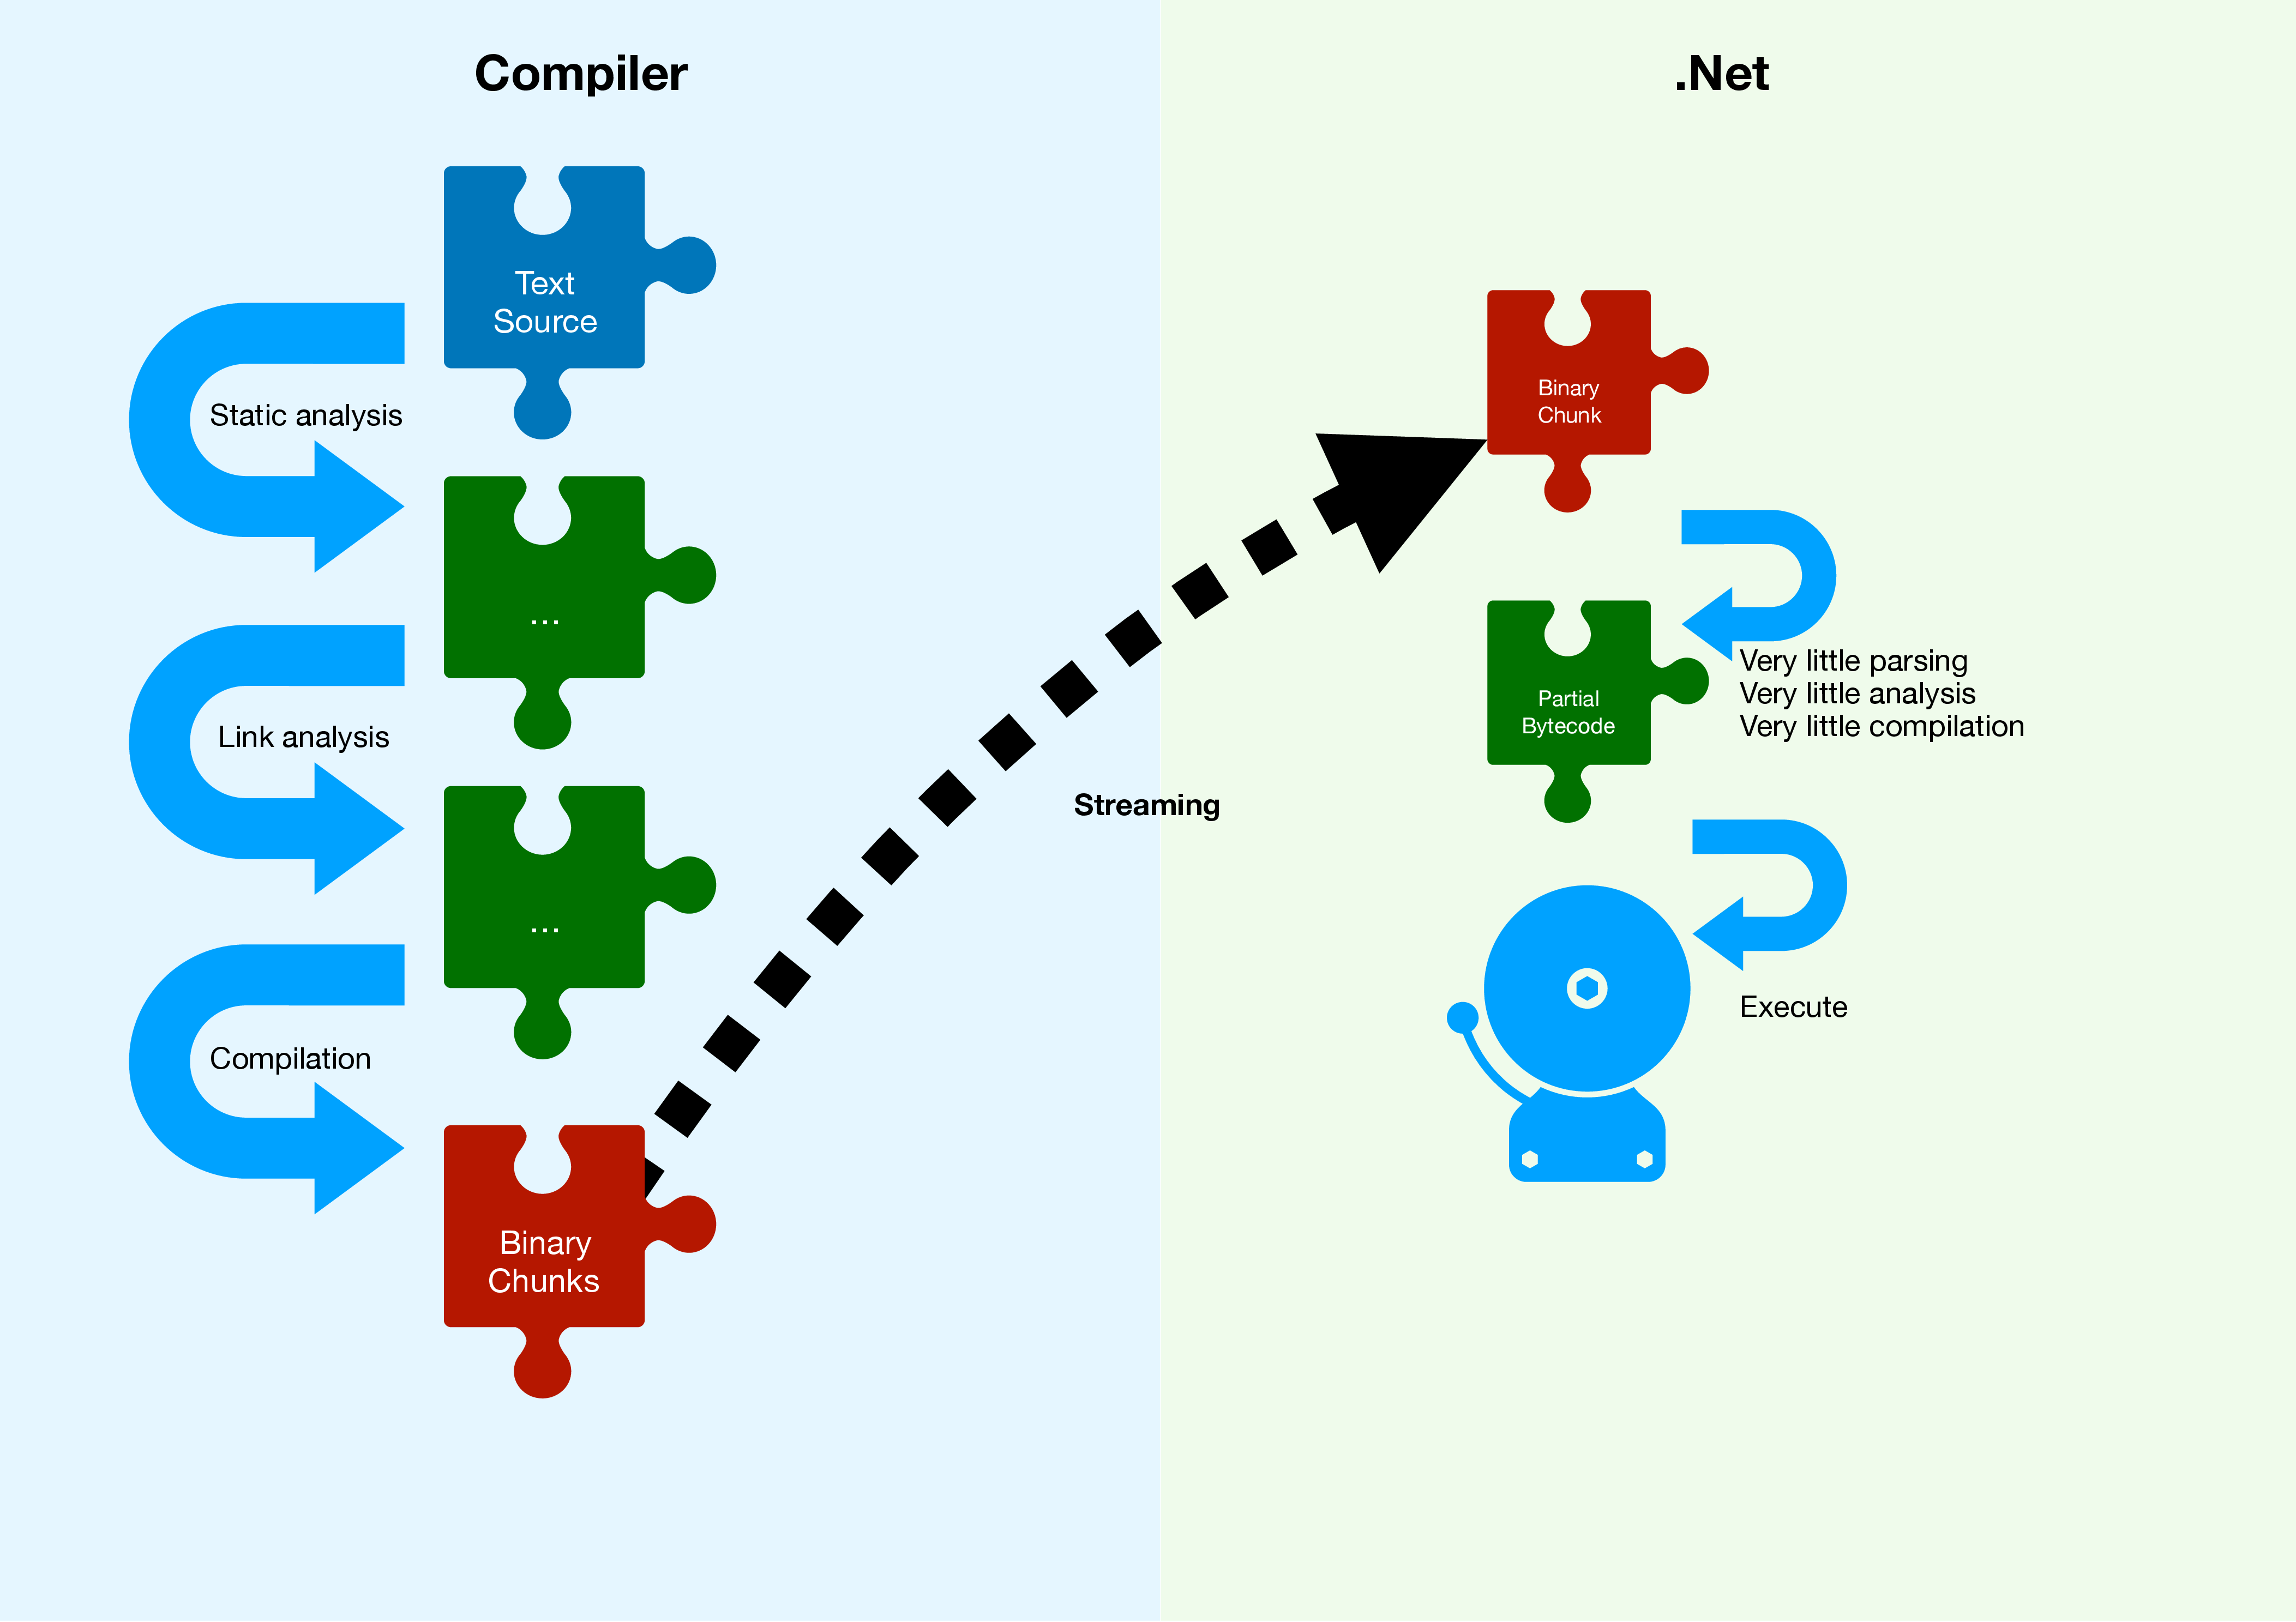 Compiler
Text
Source
Static analysis
...
Link analysis
...
Compilation
Binary
Chunks
Streaming
.Net
Binary
Chunk
Partial
Bytecode
Very little parsing
Very little analysis
Very little compilation
Execute